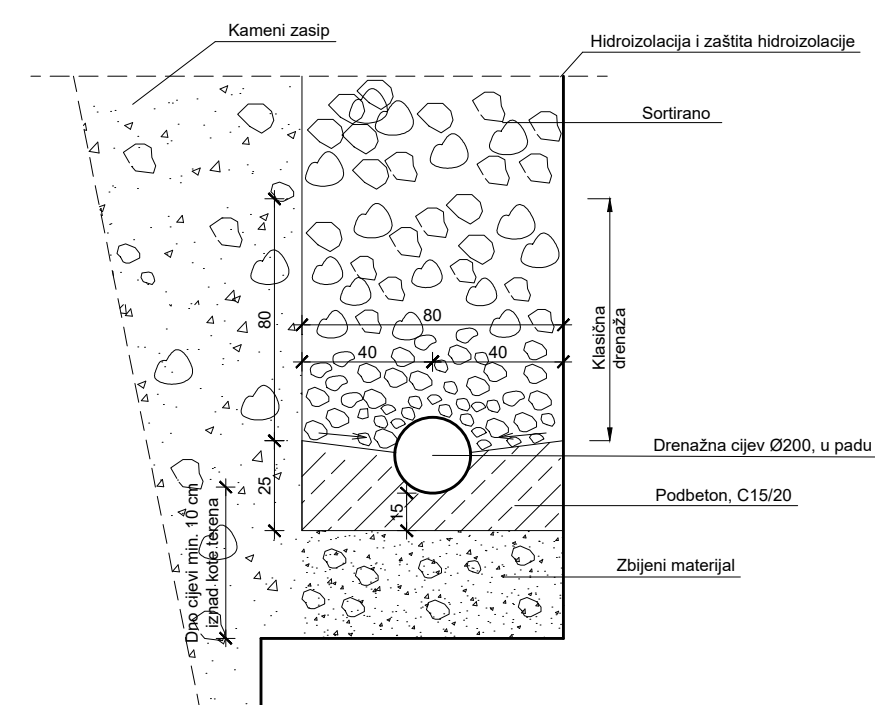 Kameni zasip
Hidroizolacija i zaštita hidroizolacije
Sortirano
80
80
40
40
Klasična
drenaža
Drenažna cijev Ø200, u padu
25
15
Podbeton, C15/20
Dno cijevi min. 10 cm
iznad kote terena
Zbijeni materijal